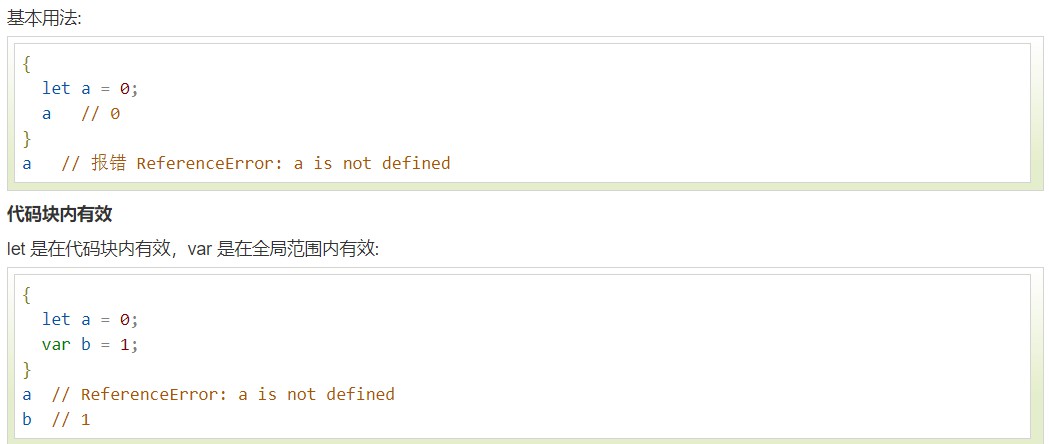 基本用法:
{
  let a = 0;
  a   // 0
}
a   // 报错 ReferenceError: a is not defined
代码块内有效
let 是在代码块内有效，var 是在全局范围内有效:
{
  let a = 0;
  var b = 1;
}
a  // ReferenceError: a is not defined
b  // 1